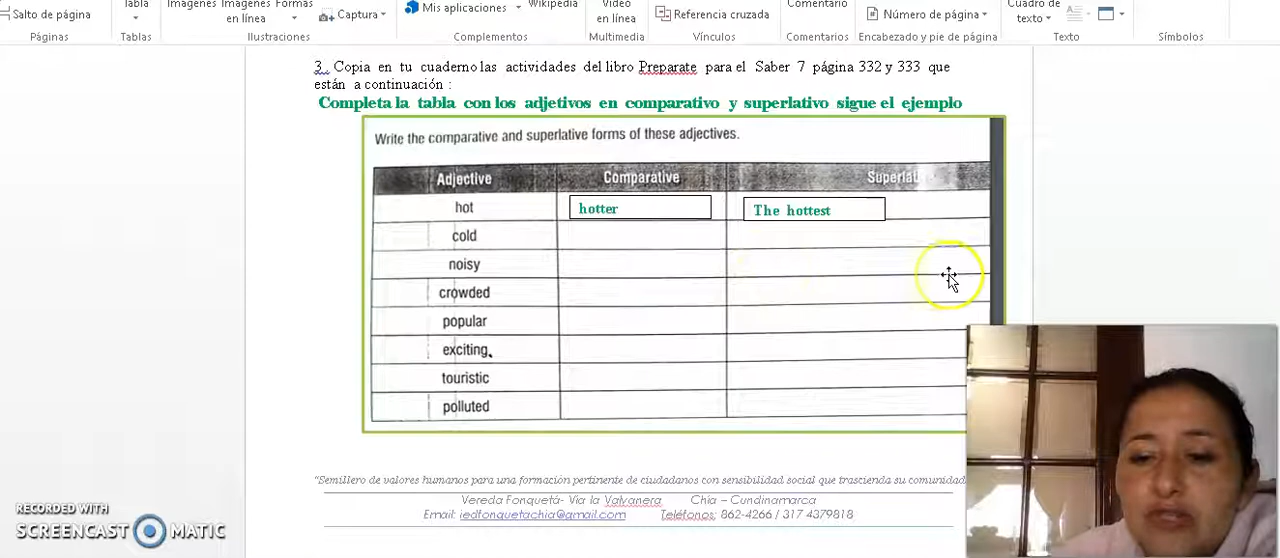 Salto de página
Tabla
Imágenes
Imágenes
en línea
Formas
Captura
Mis aplicaciones
Wikipedia
Vídeo
en línea
Referencia cruzada
Comentario
Número de página
Cuadro de
texto
Páginas
Tablas
Ilustraciones
Complementos
Multimedia
Vínculos
Comentarios
Encabezado y pie de página
Texto
Símbolos
3. Copia en tu cuaderno las actividades del libro Preparate para el Saber 7 página 332 y 333 que
están a continuación :
Completa la tabla con los adjetivos en comparativo y superlativo sigue el ejemplo
Write the comparative and superlative forms of these adjectives.
Adjective Comparative Superlat
hot hotter The hottest
cold
noisy
crowded
popular
exciting
touristic
polluted
"Semillero de valores humanos para una formación pertinente de ciudadanos con sensibilidad social que trascienda su comunidad
Vereda Fonquetá- Vía la Valvanera Chía – Cundinamarca
Email: iedfonquetachia@gmail.com Teléfonos: 862-4266 / 317 4379818
RECORDED WITH
SCREENCAST MATIC